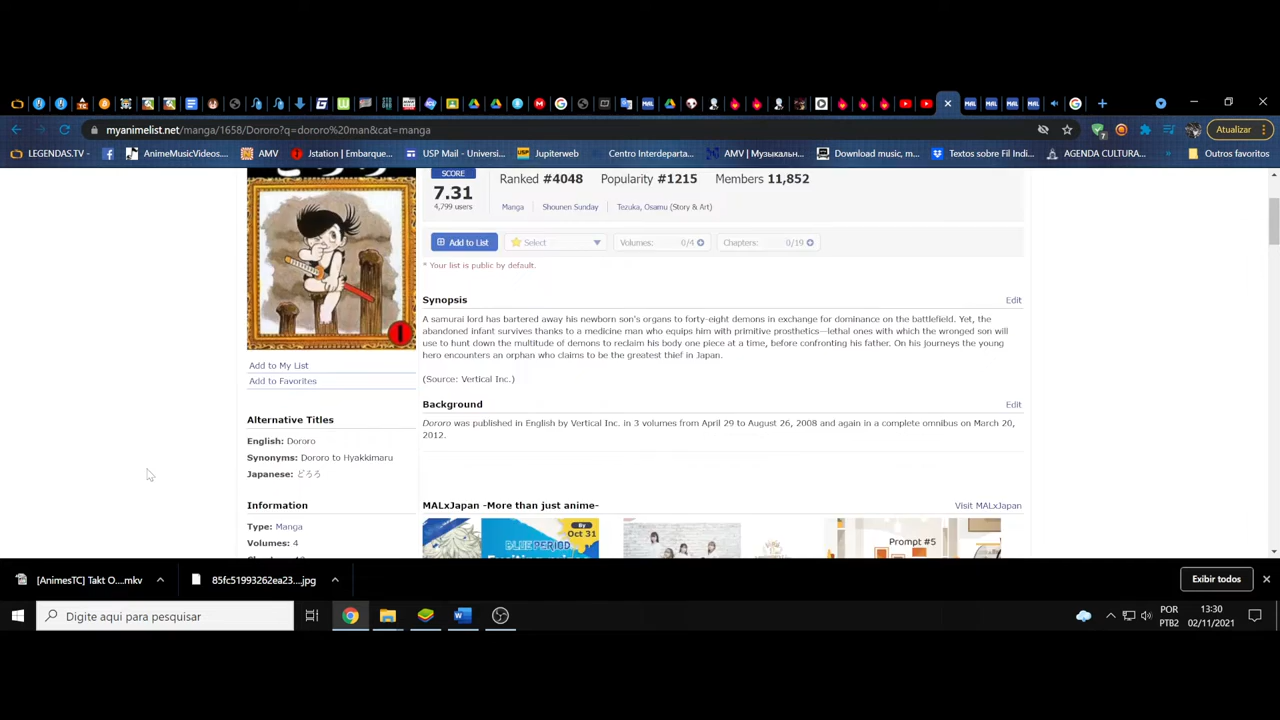 myanimelist.net/manga/1658/Dororo?q=dororo%20man&cat=manga
Atualizar
LEGENDAS.TV -
AnimeMusicVideos...
AMV
Jstation | Embarque...
USP Mail - Universi...
Jupiterweb
Centro Interdeparta...
AMV | Музыкальн...
Download music, m...
Textos sobre Fil Indi...
AGENDA CULTURA...
»
Outros favoritos
SCORE
7.31
4,799 users
Ranked #4048
Popularity #1215
Members 11,852
Manga
Shounen Sunday
Tezuka, Osamu (Story & Art)
Add to List
Select
Volumes: 0/4
Chapters: 0/19
* Your list is public by default.
Synopsis
Edit
A samurai lord has bartered away his newborn son's organs to forty-eight demons in exchange for dominance on the battlefield. Yet, the
abandoned infant survives thanks to a medicine man who equips him with primitive prosthetics—lethal ones with which the wronged son will
use to hunt down the multitude of demons to reclaim his body one piece at a time, before confronting his father. On his journeys the young
hero encounters an orphan who claims to be the greatest thief in Japan.
(Source: Vertical Inc.)
Background
Edit
Dororo was published in English by Vertical Inc. in 3 volumes from April 29 to August 26, 2008 and again in a complete omnibus on March 20,
2012.
MALxJapan -More than just anime-
Visit MALxJapan
By
Oct 31
BLUE PERIOD
Prompt #5
Add to My List
Add to Favorites
Alternative Titles
English: Dororo
Synonyms: Dororo to Hyakkimaru
Japanese: どろろ
Information
Type: Manga
Volumes: 4
[AnimesTC] Takt O....mkv
85fc51993262ea23....jpg
Exibir todos
Digite aqui para pesquisar
POR
PTB2
13:30
02/11/2021